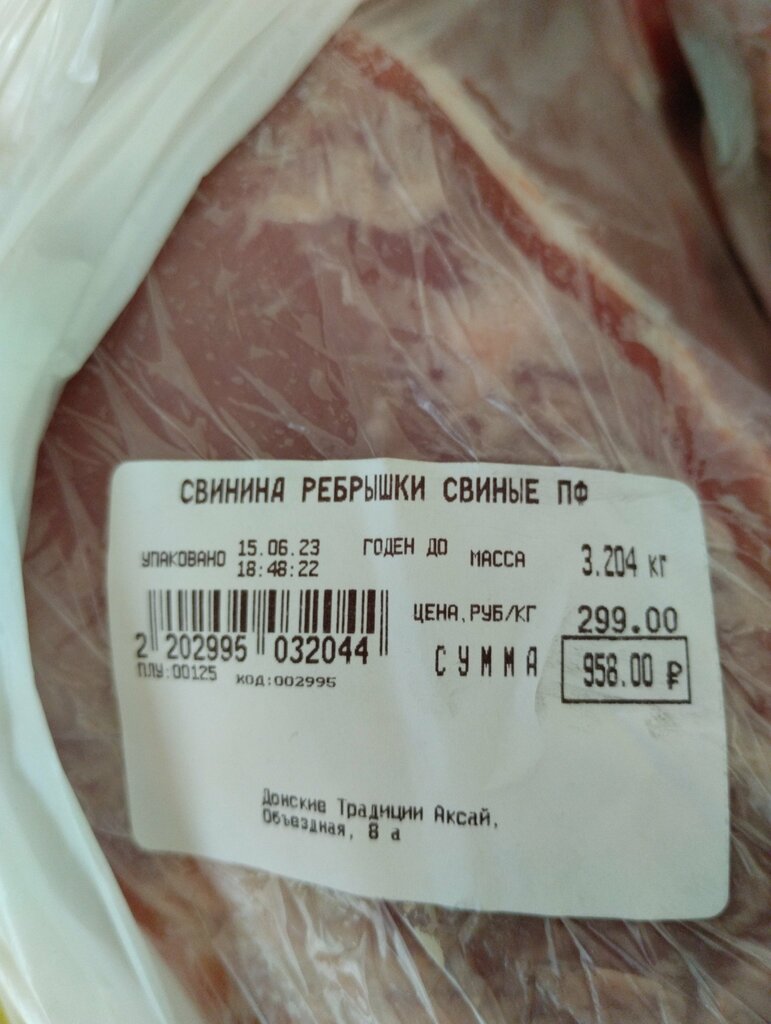 СВИНИНА РЕБРЫШКИ СВИНЫЕ ПФ
УПАКОВАНО 15.06.23 ГОДЕН ДО МАССА 3.204 кг
18:48:22
ЦЕНА,РУБ/КГ 299.00
2 202995 032044 СУММА 958.00 ₽
ПЛУ:00125 КОД:002995
Донские Традиции Аксай,
Объездная, 8 а